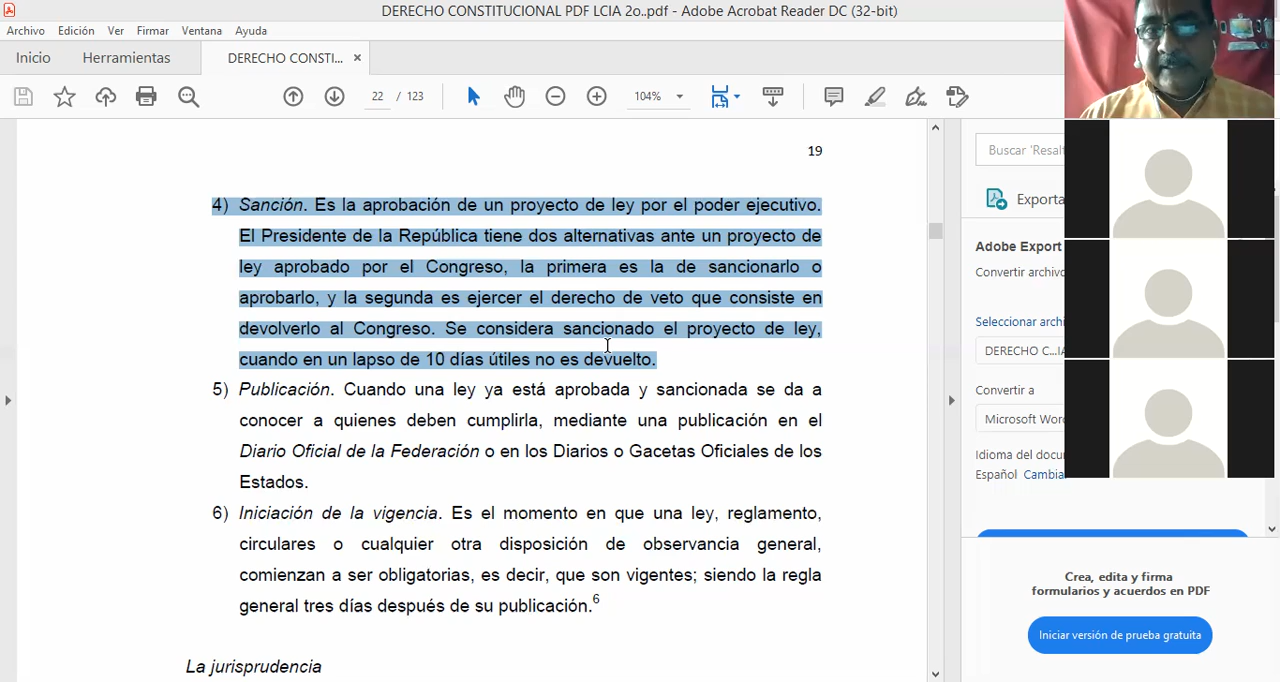 DERECHO CONSTITUCIONAL PDF LCIA 2o..pdf - Adobe Acrobat Reader DC (32-bit)
Archivo Edición Ver Firmar Ventana Ayuda
Inicio Herramientas DERECHO CONSTI... ×
22 / 123 104%
19
4) Sanción. Es la aprobación de un proyecto de ley por el poder ejecutivo.
El Presidente de la República tiene dos alternativas ante un proyecto de
ley aprobado por el Congreso, la primera es la de sancionarlo o
aprobarlo, y la segunda es ejercer el derecho de veto que consiste en
devolverlo al Congreso. Se considera sancionado el proyecto de ley,
cuando en un lapso de 10 días útiles no es devuelto.
5) Publicación. Cuando una ley ya está aprobada y sancionada se da a
conocer a quienes deben cumplirla, mediante una publicación en el
Diario Oficial de la Federación o en los Diarios o Gacetas Oficiales de los
Estados.
6) Iniciación de la vigencia. Es el momento en que una ley, reglamento,
circulares o cualquier otra disposición de observancia general,
comienzan a ser obligatorias, es decir, que son vigentes; siendo la regla
general tres días después de su publicación.6
La jurisprudencia
Buscar 'Resalt
Exporta
Adobe Export
Convertir archivo
Seleccionar archi
DERECHO C...IA
Convertir a
Microsoft Word
Idioma del docu
Español Cambia
Crea, edita y firma
formularios y acuerdos en PDF
Iniciar versión de prueba gratuita